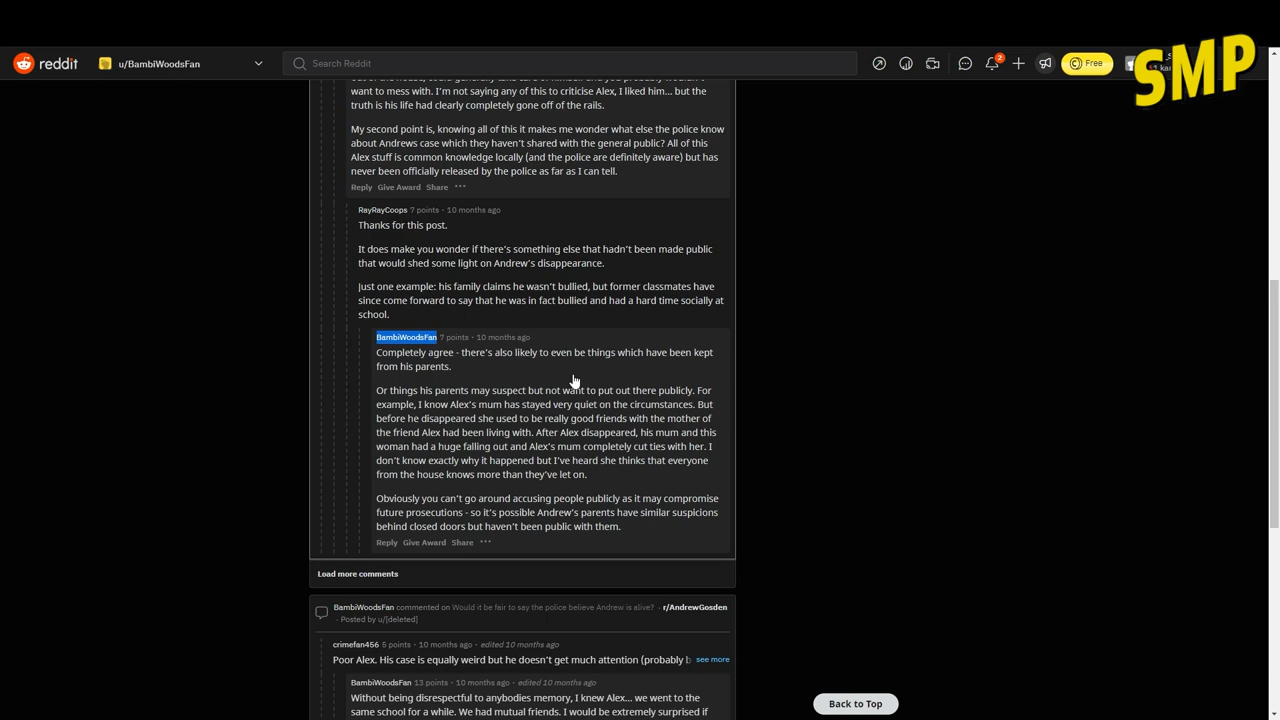 reddit
u/BambiWoodsFan
Search Reddit
2
Free
SMP
want to mess with. I'm not saying any of this to criticise Alex, I liked him... but the
truth is his life had clearly completely gone off of the rails.
My second point is, knowing all of this it makes me wonder what else the police know
about Andrews case which they haven't shared with the general public? All of this
Alex stuff is common knowledge locally (and the police are definitely aware) but has
never been officially released by the police as far as I can tell.
Reply Give Award Share •••
RayRayCoops 7 points · 10 months ago
Thanks for this post.
It does make you wonder if there's something else that hadn't been made public
that would shed some light on Andrew's disappearance.
Just one example: his family claims he wasn't bullied, but former classmates have
since come forward to say that he was in fact bullied and had a hard time socially at
school.
BambiWoodsFan 7 points · 10 months ago
Completely agree - there's also likely to even be things which have been kept
from his parents.
Or things his parents may suspect but not want to put out there publicly. For
example, I know Alex's mum has stayed very quiet on the circumstances. But
before he disappeared she used to be really good friends with the mother of
the friend Alex had been living with. After Alex disappeared, his mum and this
woman had a huge falling out and Alex's mum completely cut ties with her. I
don't know exactly why it happened but I've heard she thinks that everyone
from the house knows more than they've let on.
Obviously you can't go around accusing people publicly as it may compromise
future prosecutions - so it's possible Andrew's parents have similar suspicions
behind closed doors but haven't been public with them.
Reply Give Award Share •••
Load more comments
BambiWoodsFan commented on Would it be fair to say the police believe Andrew is alive? · r/AndrewGosden
· Posted by u/[deleted]
crimefan456 5 points · 10 months ago · edited 10 months ago
Poor Alex. His case is equally weird but he doesn't get much attention (probably see more
BambiWoodsFan 13 points · 10 months ago · edited 10 months ago
Without being disrespectful to anybodies memory, I knew Alex... we went to the
same school for a while. We had mutual friends. I would be extremely surprised if
Back to Top